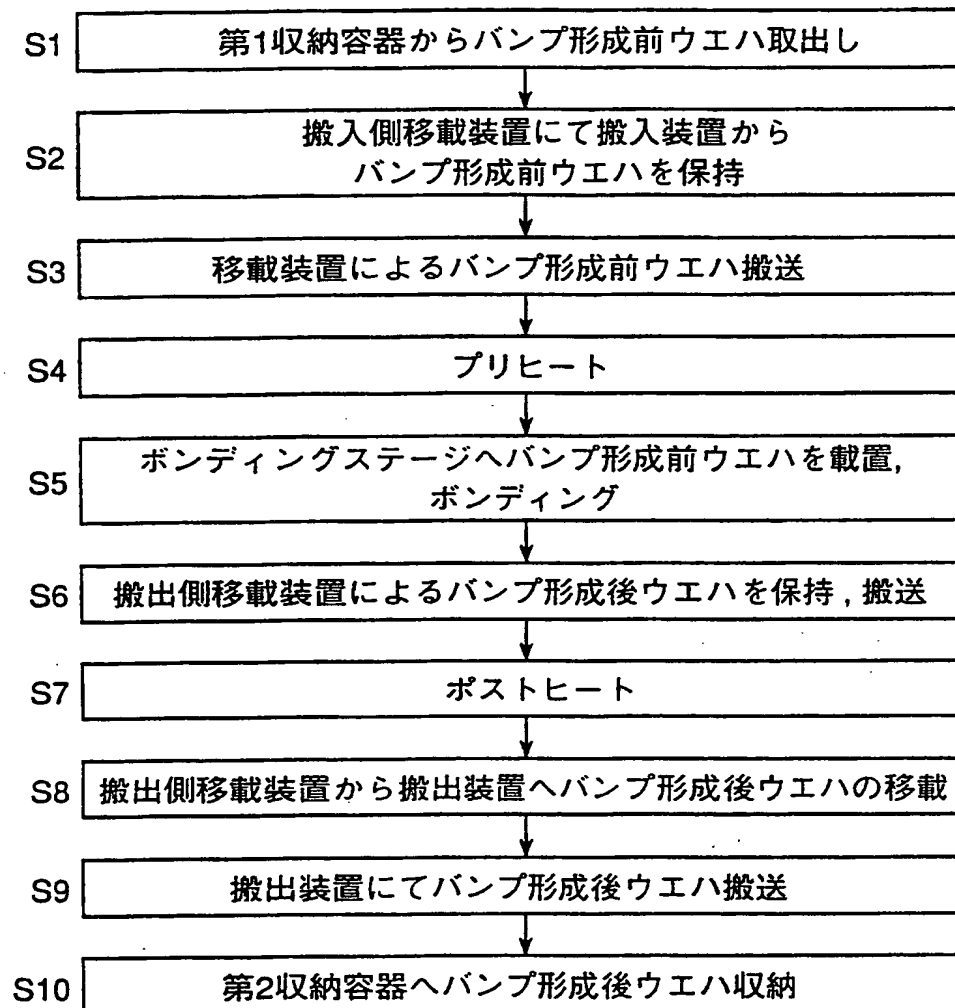 S1 第1収納容器からバンプ形成前ウエハ取出し
S2 搬入側移載装置にて搬入装置から
バンプ形成前ウエハを保持
S3 移載装置によるバンプ形成前ウエハ搬送
S4 プリヒート
S5 ボンディングステージへバンプ形成前ウエハを載置,
ボンディング
S6 搬出側移載装置によるバンプ形成後ウエハを保持,搬送
S7 ポストヒート
S8 搬出側移載装置から搬出装置へバンプ形成後ウエハの移載
S9 搬出装置にてバンプ形成後ウエハ搬送
S10 第2収納容器へバンプ形成後ウエハ収納